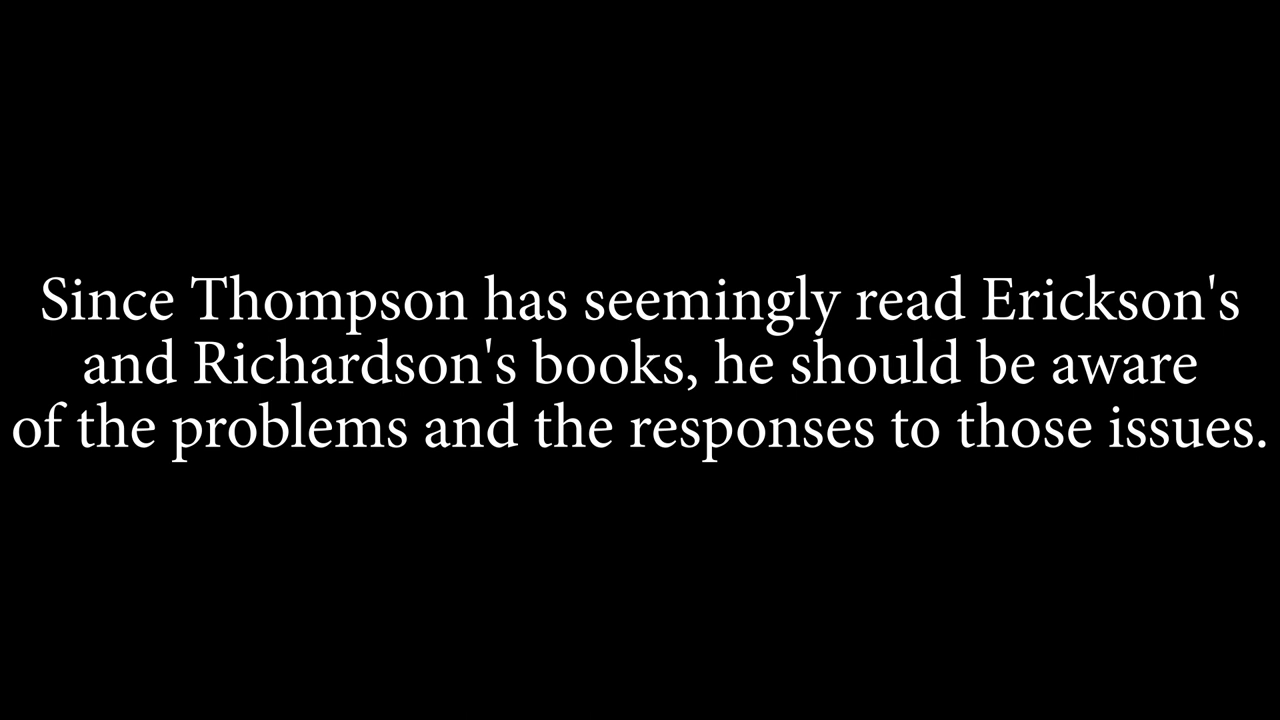 Since Thompson has seemingly read Erickson's
and Richardson's books, he should be aware
of the problems and the responses to those issues.